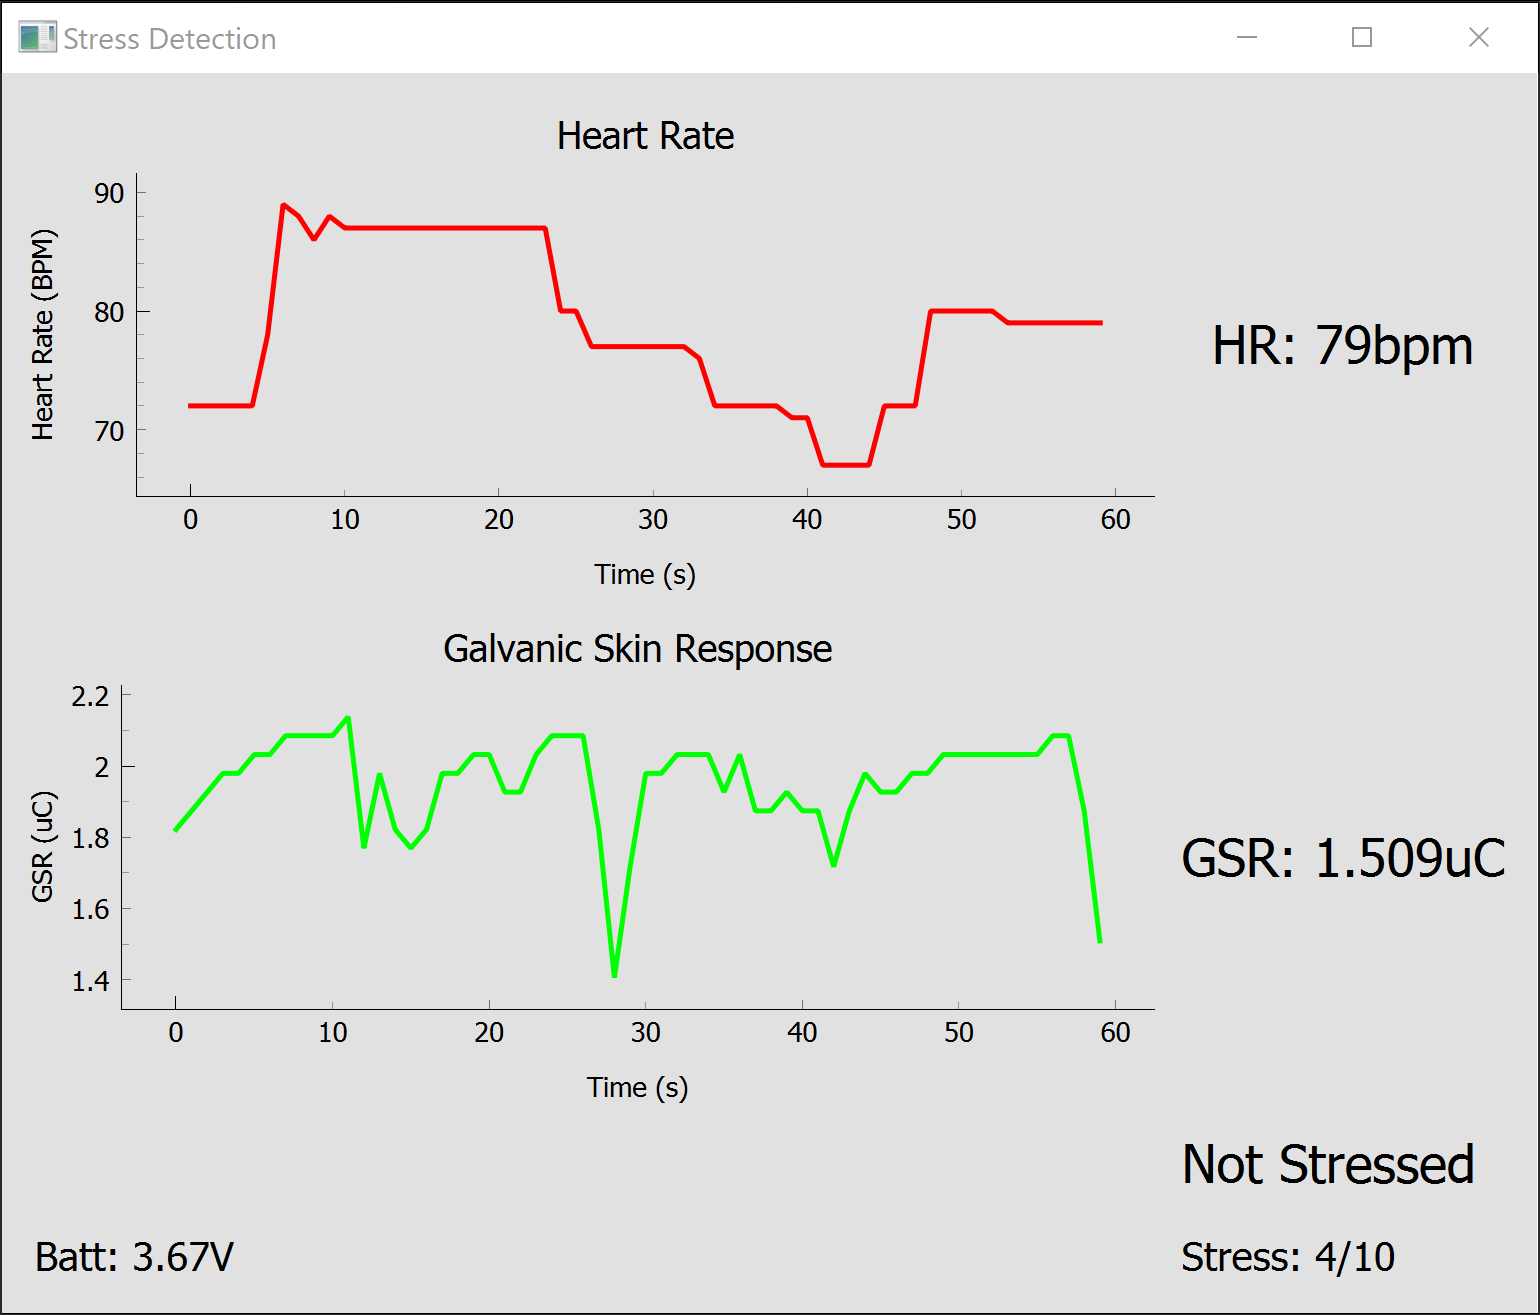 Stress Detection
Heart Rate
Heart Rate (BPM)
90
80
70
0 10 20 30 40 50 60
Time (s)
HR: 79bpm
Galvanic Skin Response
GSR (uC)
2.2
2
1.8
1.6
1.4
0 10 20 30 40 50 60
Time (s)
GSR: 1.509uC
Not Stressed
Batt: 3.67V
Stress: 4/10